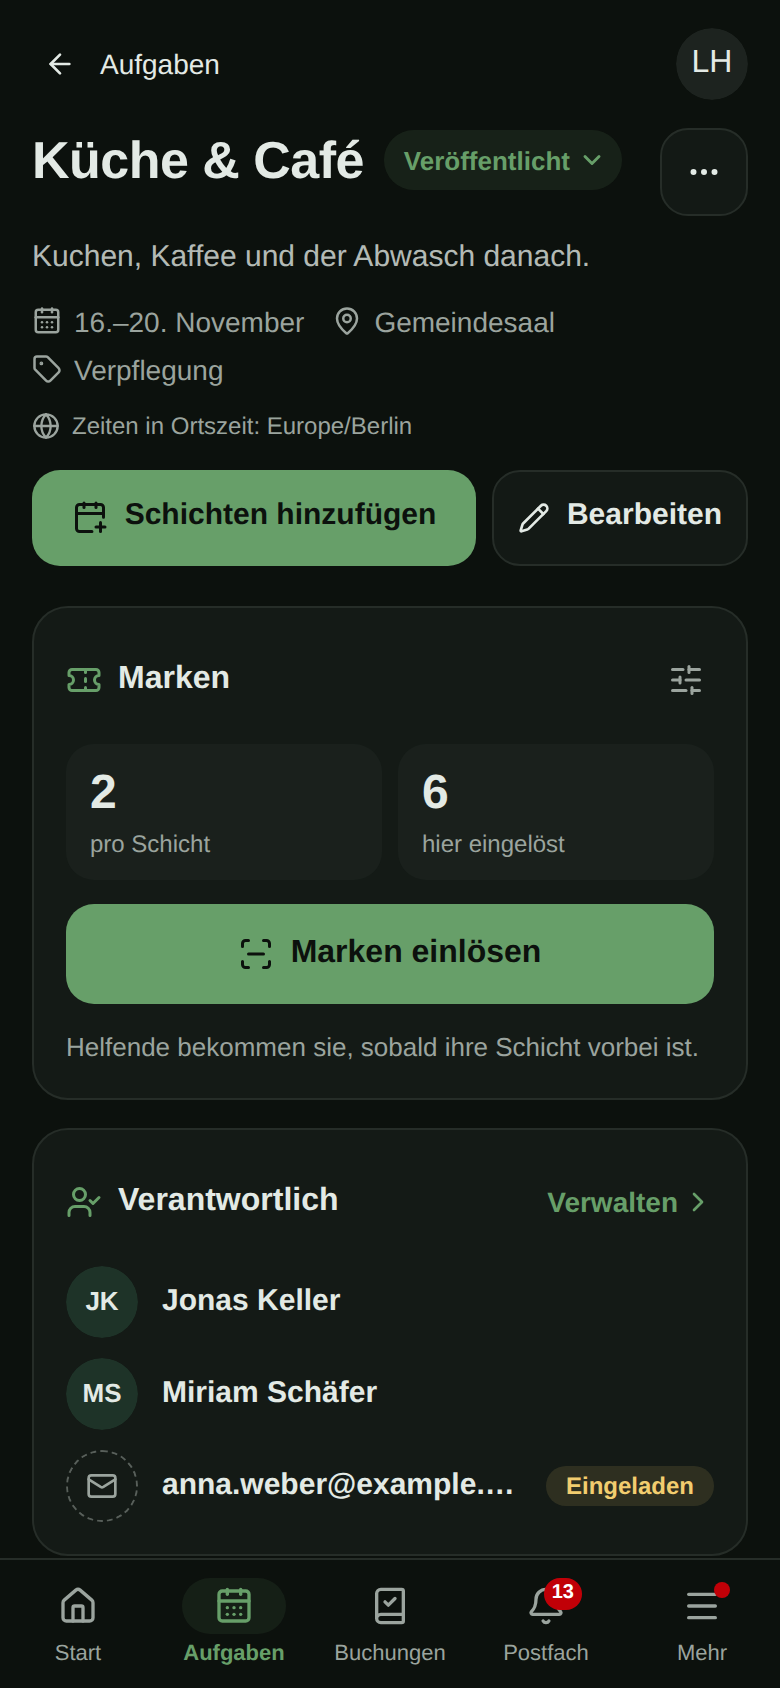 Aufgaben
LH
Küche & Café
Veröffentlicht
Kuchen, Kaffee und der Abwasch danach.
16.–20. November
Gemeindesaal
Verpflegung
Zeiten in Ortszeit: Europe/Berlin
Schichten hinzufügen
Bearbeiten
Marken
2
pro Schicht
6
hier eingelöst
Marken einlösen
Helfende bekommen sie, sobald ihre Schicht vorbei ist.
Verantwortlich
Verwalten
JK
Jonas Keller
MS
Miriam Schäfer
anna.weber@example.…
Eingeladen
Start
Aufgaben
Buchungen
13
Postfach
Mehr